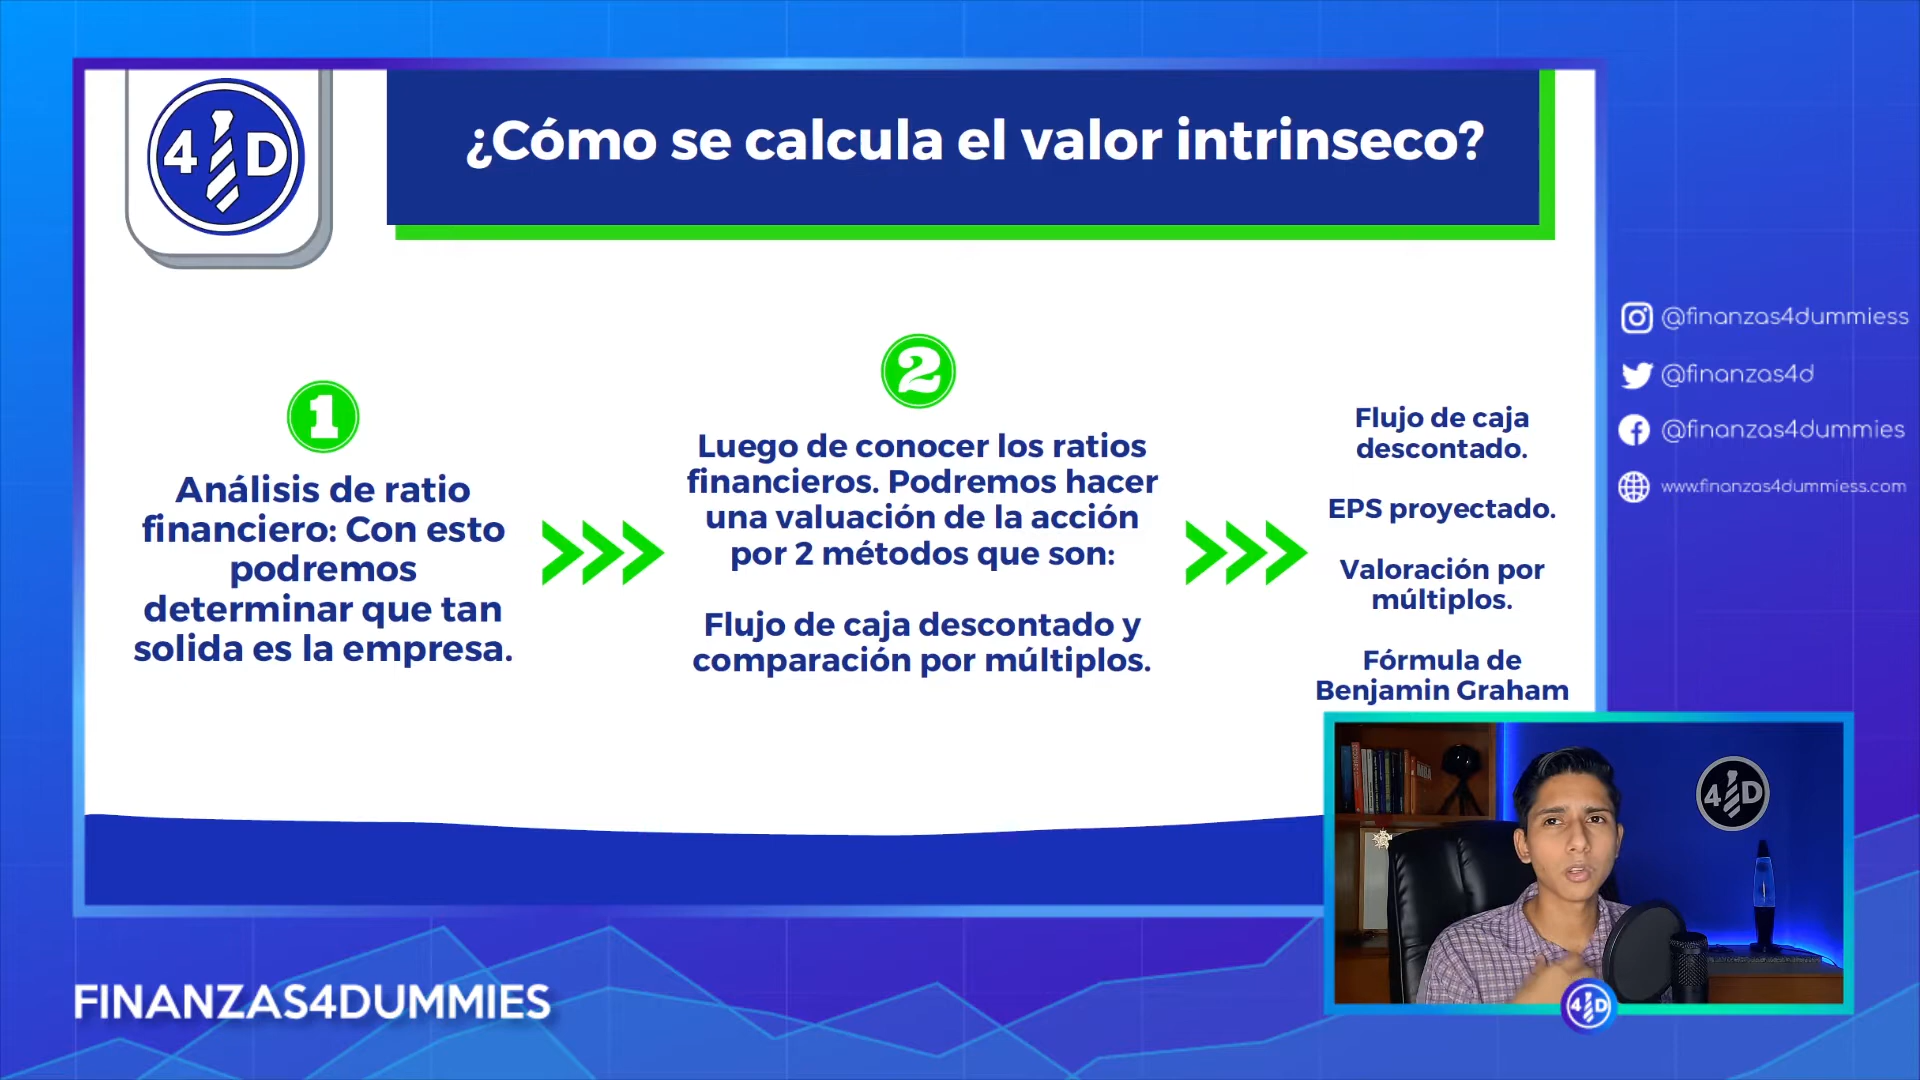 4 D
¿Cómo se calcula el valor intrinseco?
1
Análisis de ratio
financiero: Con esto
podremos
determinar que tan
solida es la empresa.
2
Luego de conocer los ratios
financieros. Podremos hacer
una valuación de la acción
por 2 métodos que son:
Flujo de caja descontado y
comparación por múltiplos.
Flujo de caja
descontado.
EPS proyectado.
Valoración por
múltiplos.
Fórmula de
Benjamin Graham
@finanzas4dummiess
@finanzas4d
@finanzas4dummies
www.finanzas4dummiess.com
4 D
4 D
FINANZAS4DUMMIES